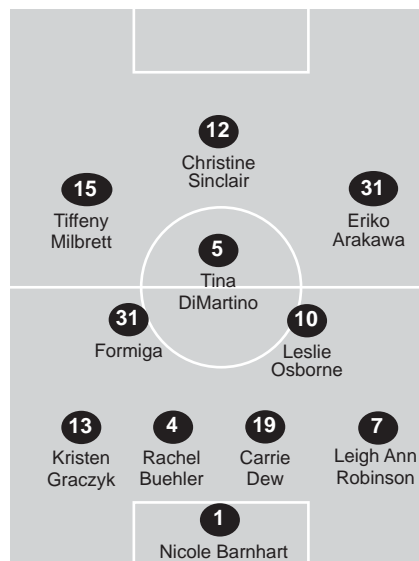 12
Christine
Sinclair
15
Tiffeny
Milbrett
31
Eriko
Arakawa
5
Tina
DiMartino
31
Formiga
10
Leslie
Osborne
13
Kristen
Graczyk
4
Rachel
Buehler
19
Carrie
Dew
7
Leigh Ann
Robinson
1
Nicole Barnhart